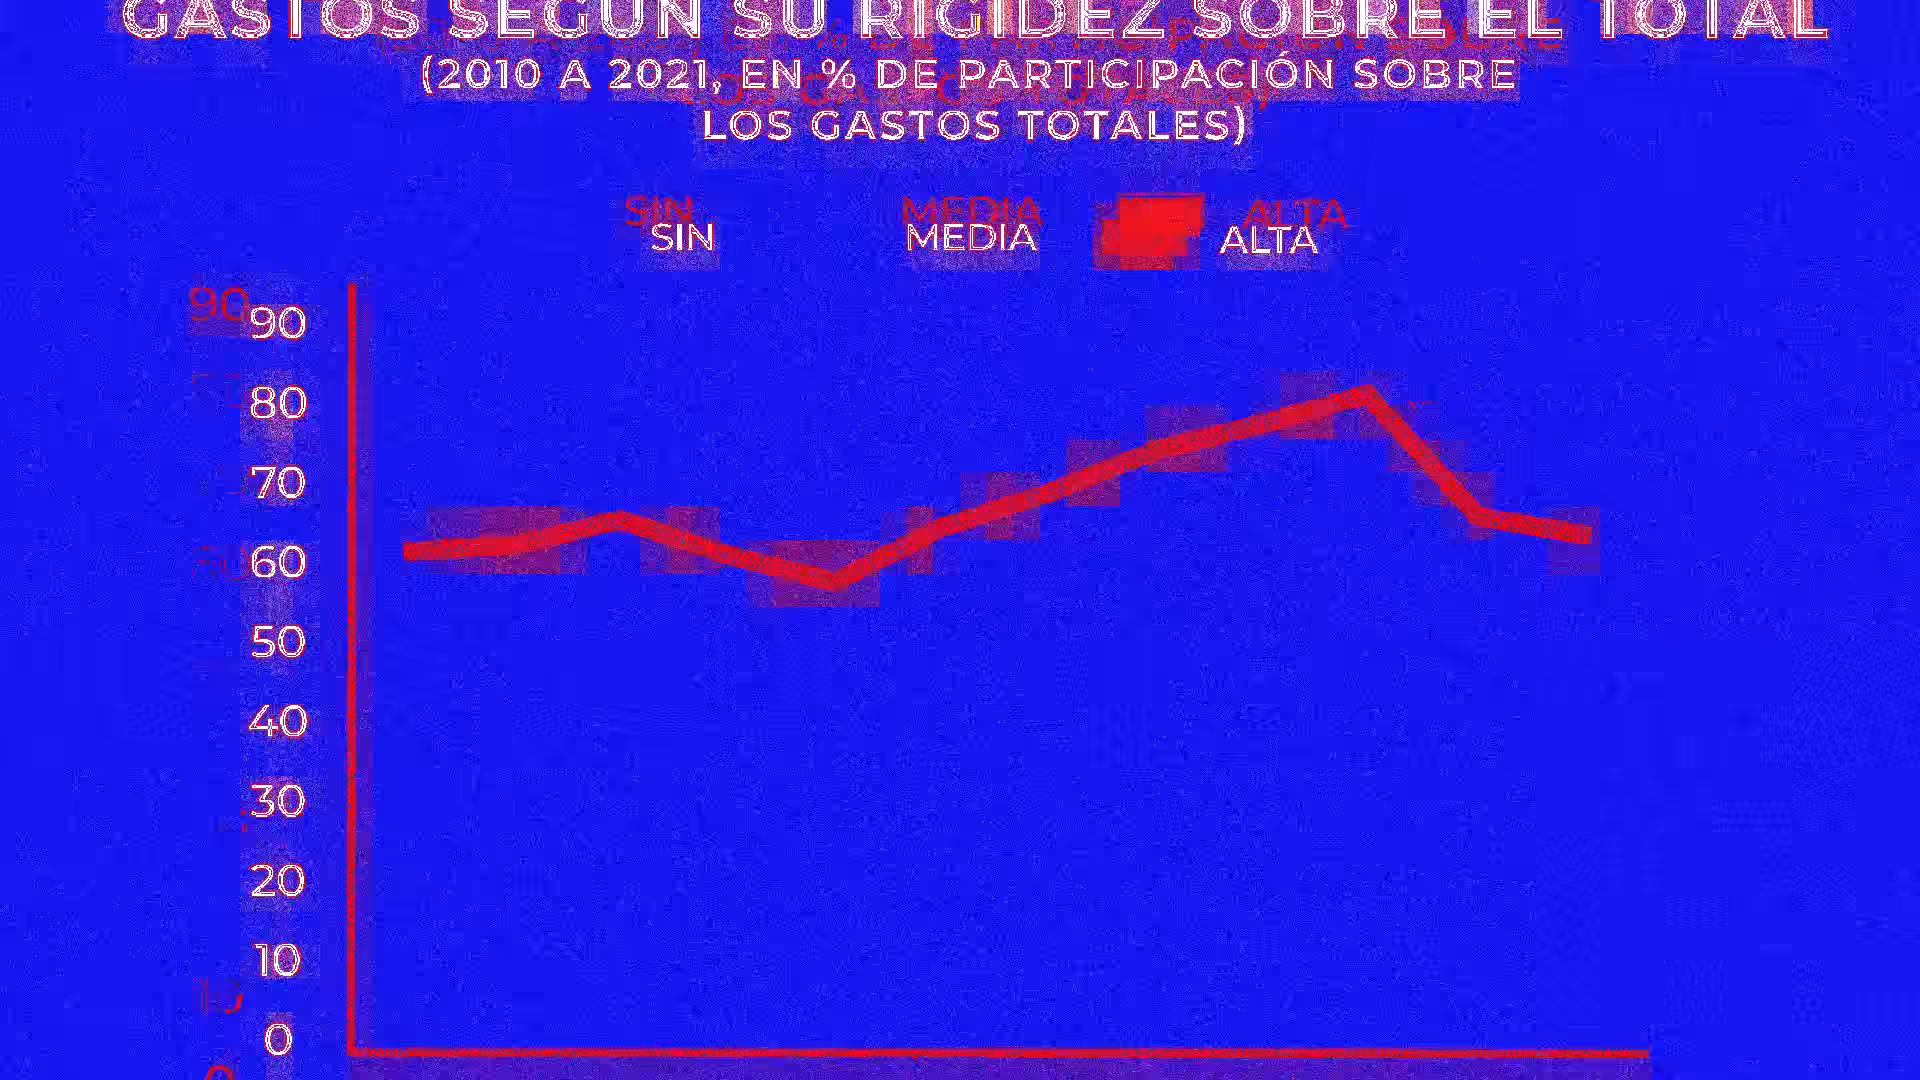 GASTOS SEGÚN SU RIGIDEZ SOBRE EL TOTAL
(2010 A 2021, EN % DE PARTICIPACIÓN SOBRE
LOS GASTOS TOTALES)
SIN MEDIA ALTA
90
80
70
60
50
40
30
20
10
0